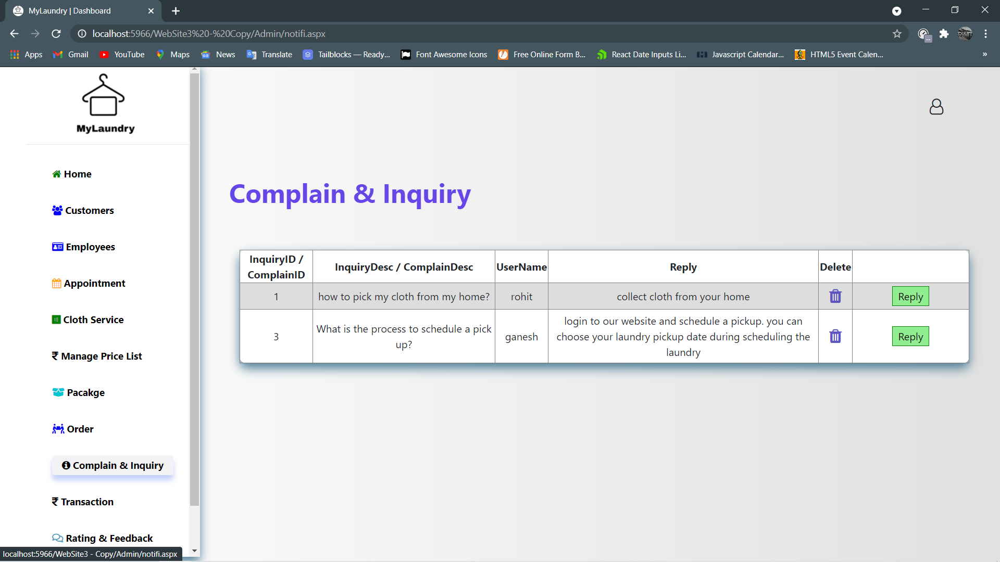 MyLaundry | Dashboard
localhost:5966/WebSite3%20-%20Copy/Admin/notifi.aspx
Apps Gmail YouTube Maps News Translate Tailblocks — Ready... Font Awesome Icons Free Online Form B... React Date Inputs Li... Javascript Calendar... HTML5 Event Calen... »
MyLaundry
Home
Customers
Employees
Appointment
Cloth Service
₹ Manage Price List
Pacakge
Order
Complain & Inquiry
₹ Transaction
Rating & Feedback
localhost:5966/WebSite3 - Copy/Admin/notifi.aspx
Complain & Inquiry
InquiryID /
ComplainID
InquiryDesc / ComplainDesc
UserName
Reply
Delete
1
how to pick my cloth from my home?
rohit
collect cloth from your home
Reply
3
What is the process to schedule a pick
up?
ganesh
login to our website and schedule a pickup. you can
choose your laundry pickup date during scheduling the
laundry
Reply